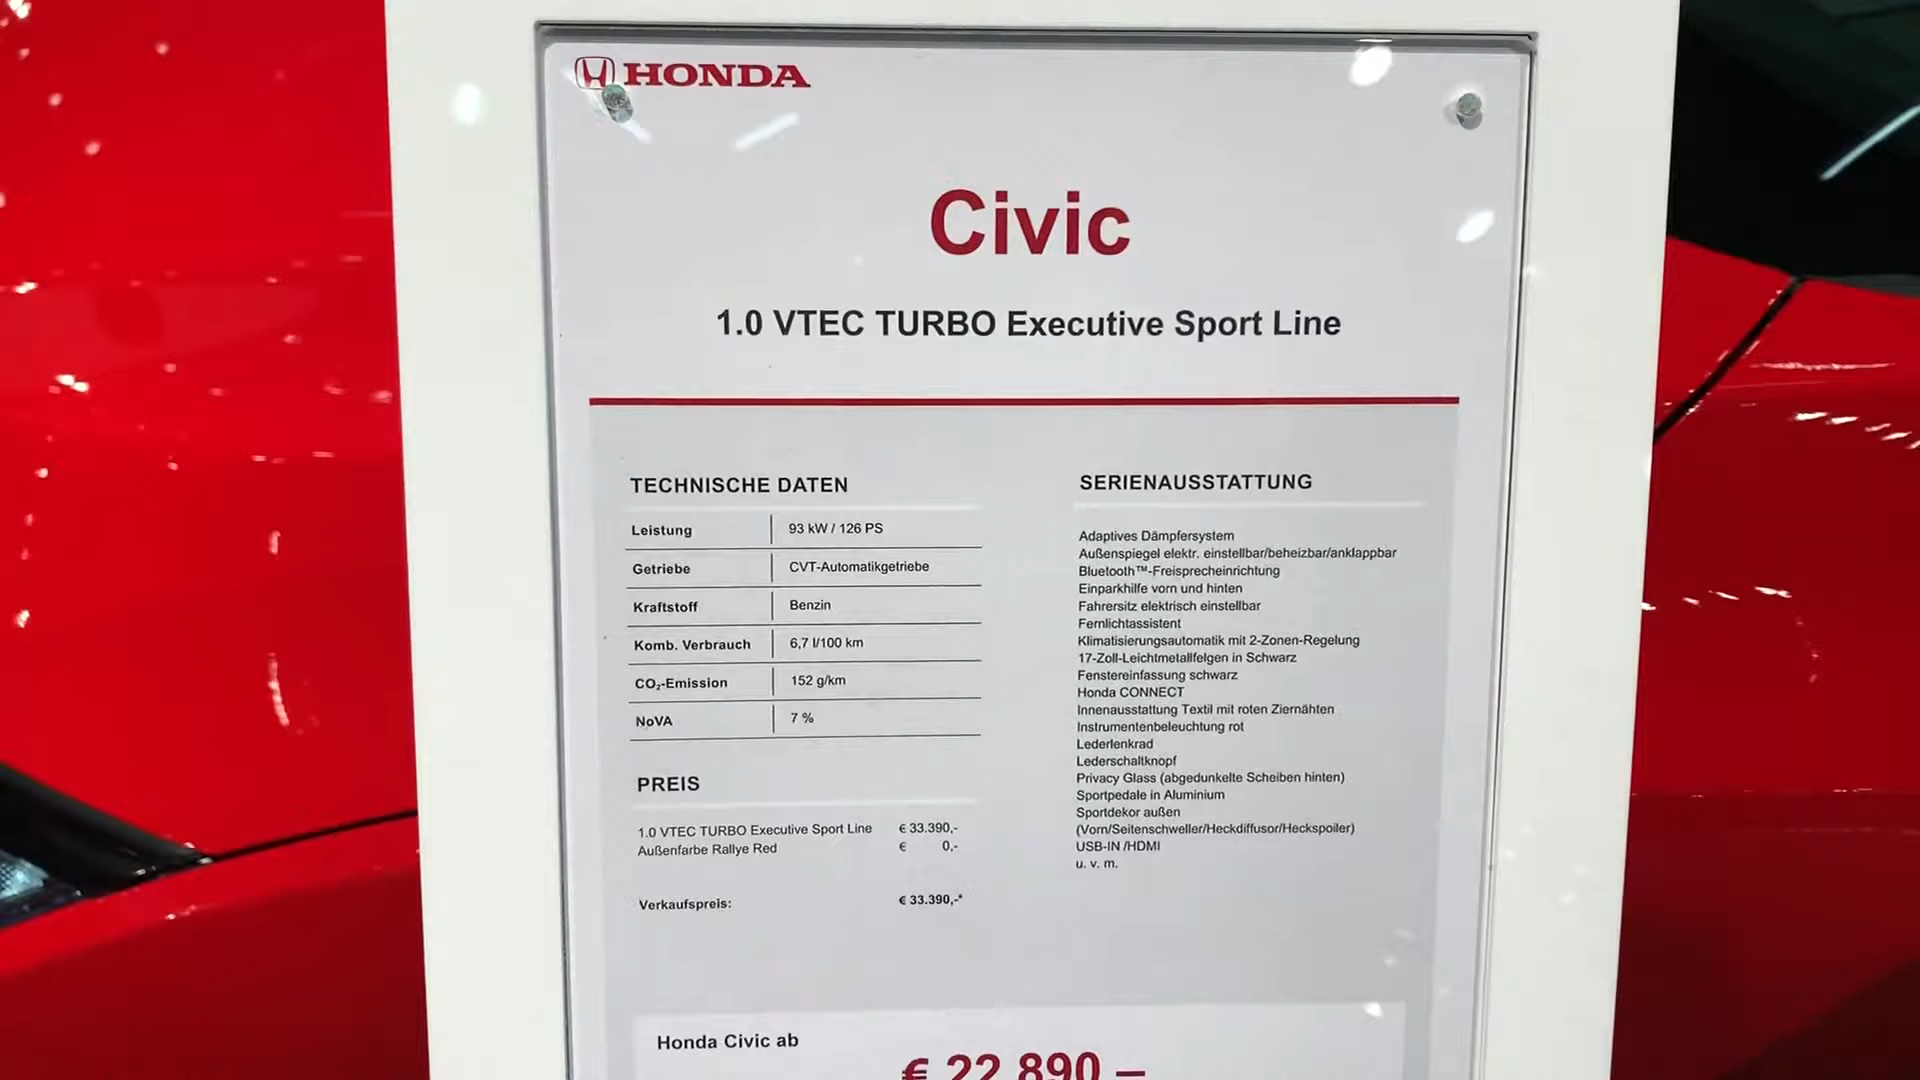 HONDA
Civic
1.0 VTEC TURBO Executive Sport Line
TECHNISCHE DATEN
Leistung 93 kW / 126 PS
Getriebe CVT-Automatikgetriebe
Kraftstoff Benzin
Komb. Verbrauch 6,7 l/100 km
CO₂-Emission 152 g/km
NoVA 7 %
PREIS
1.0 VTEC TURBO Executive Sport Line € 33.390,-
Außenfarbe Rallye Red € 0,-
Verkaufspreis: € 33.390,-*
SERIENAUSSTATTUNG
Adaptives Dämpfersystem
Außenspiegel elektr. einstellbar/beheizbar/anklappbar
Bluetooth™-Freisprecheinrichtung
Einparkhilfe vorn und hinten
Fahrersitz elektrisch einstellbar
Fernlichtassistent
Klimatisierungsautomatik mit 2-Zonen-Regelung
17-Zoll-Leichtmetallfelgen in Schwarz
Fenstereinfassung schwarz
Honda CONNECT
Innenausstattung Textil mit roten Ziernähten
Instrumentenbeleuchtung rot
Lederlenkrad
Lederschaltknopf
Privacy Glass (abgedunkelte Scheiben hinten)
Sportpedale in Aluminium
Sportdekor außen
(Vorn/Seitenschweller/Heckdiffusor/Heckspoiler)
USB-IN /HDMI
u. v. m.
Honda Civic ab
€ 22.890,–